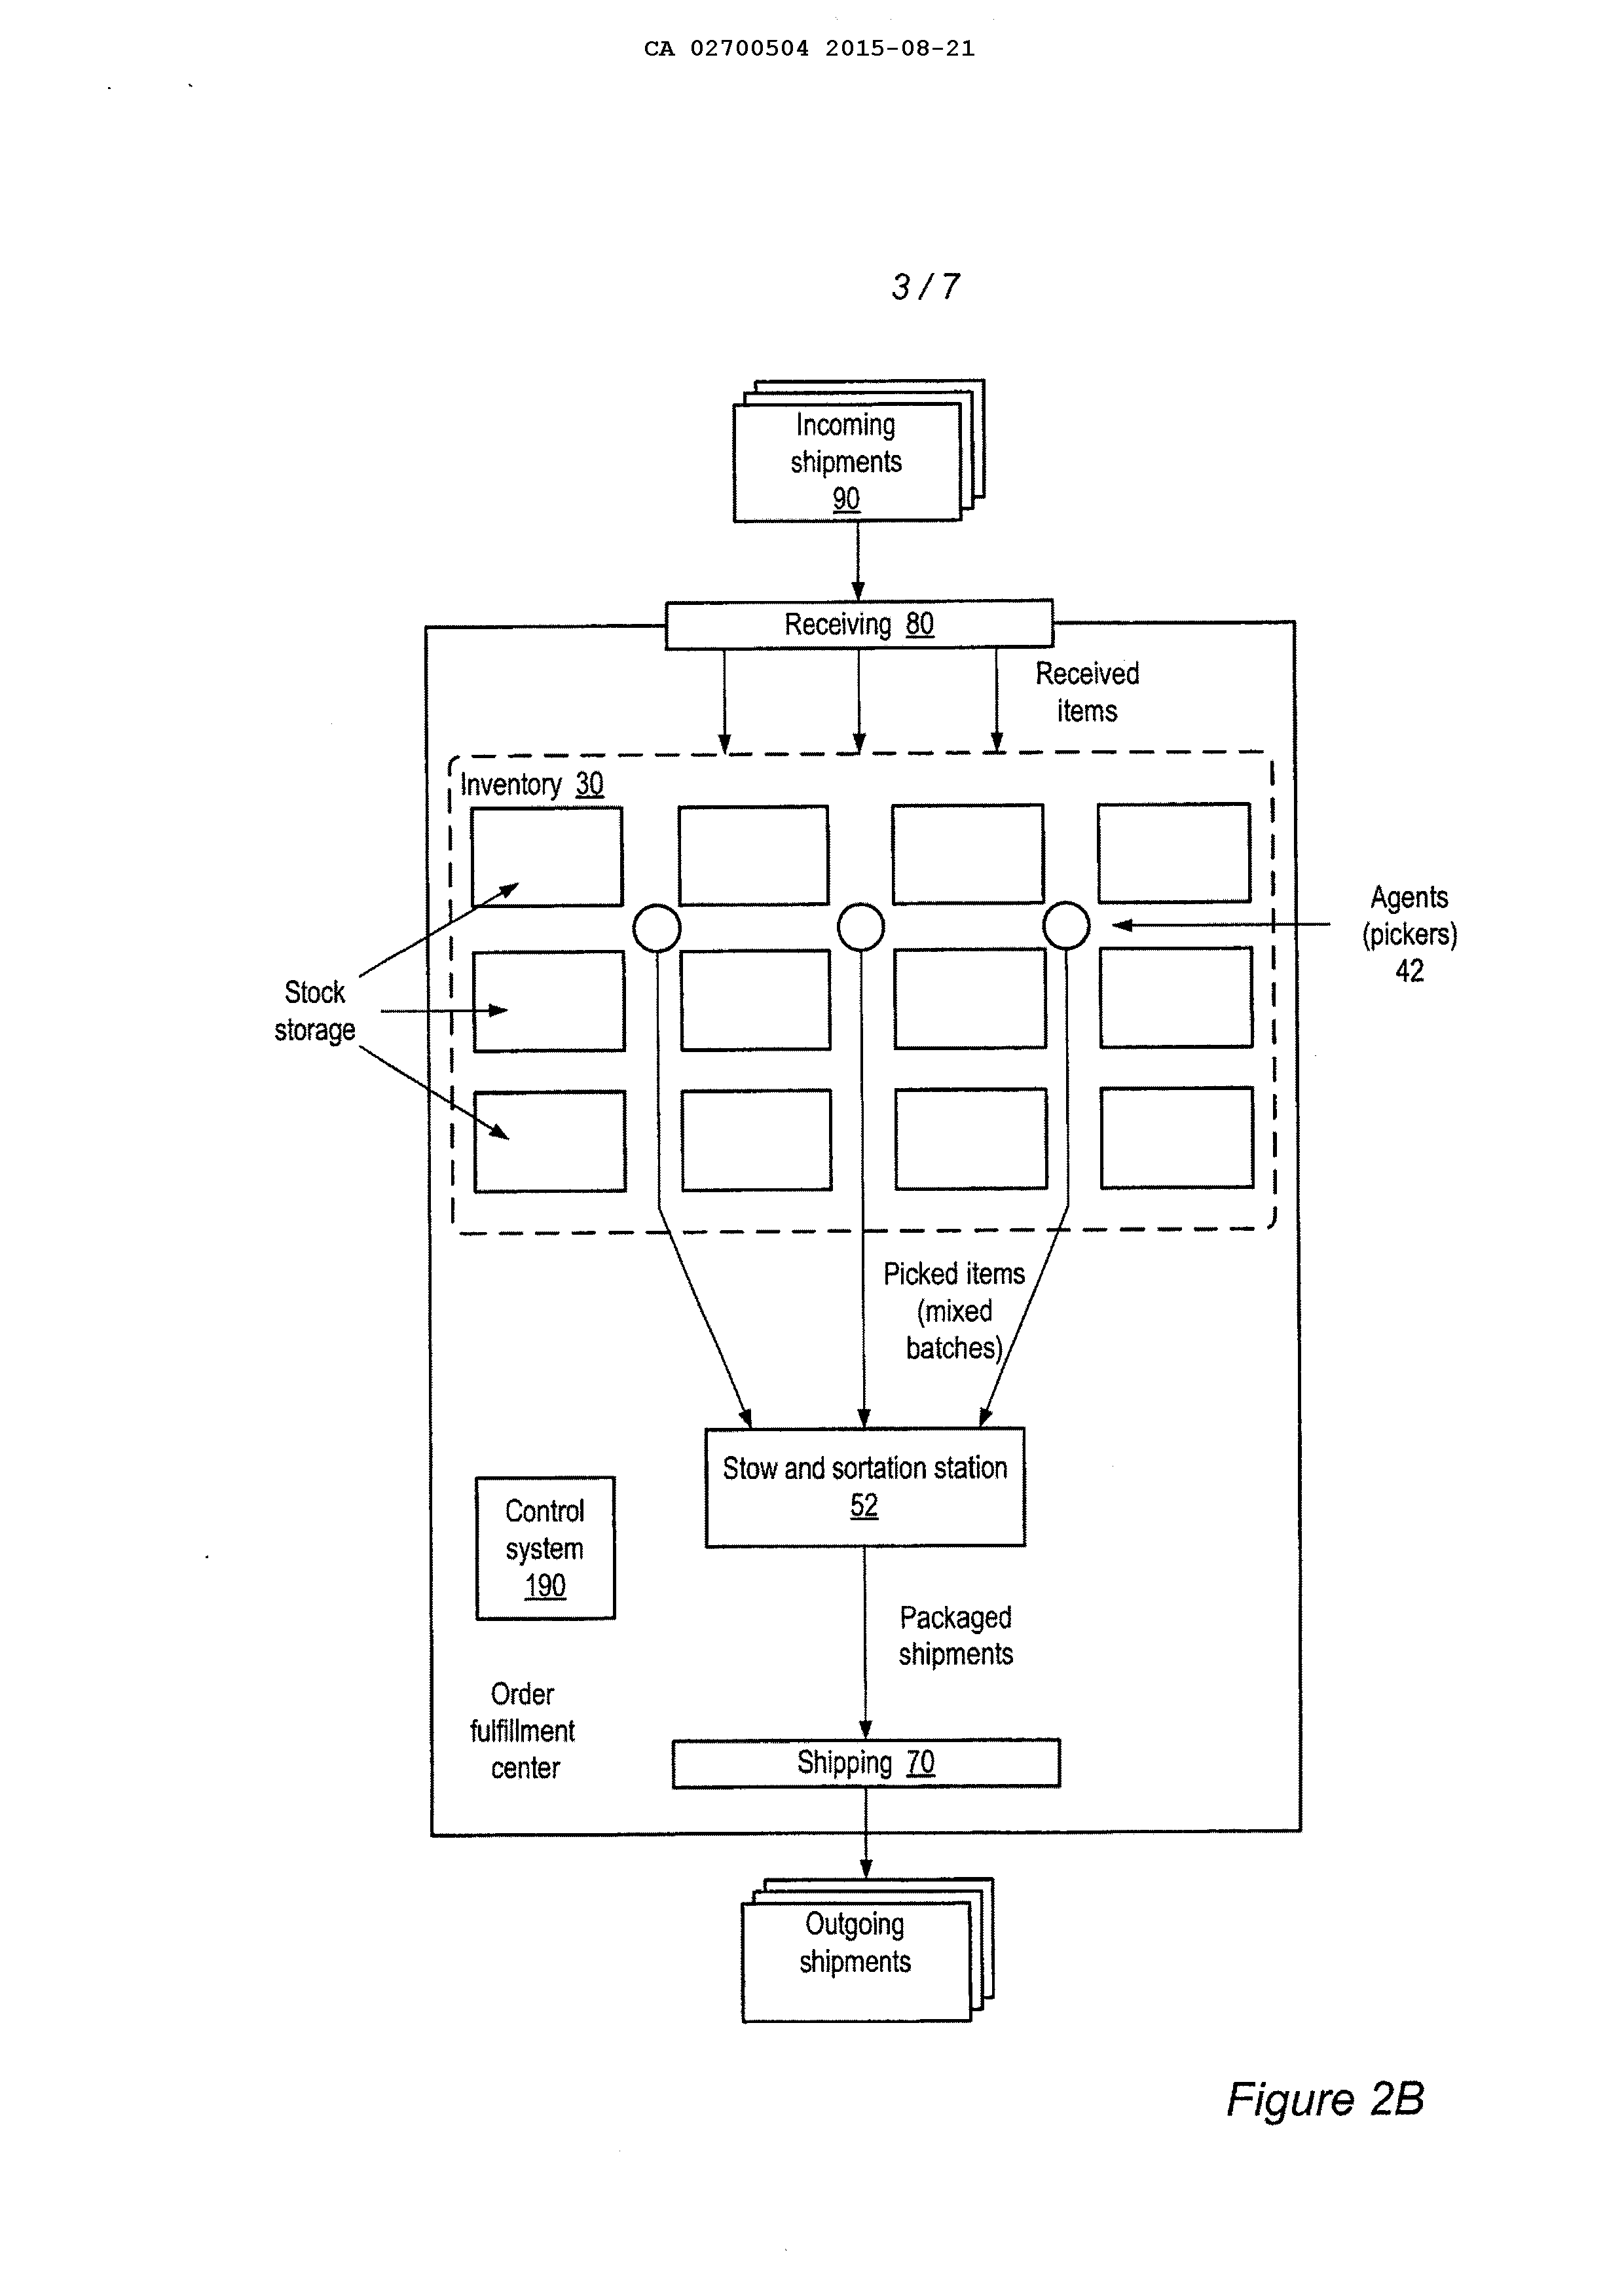 CA 02700504 2015-08-21
3 / 7
Incoming
shipments
90
Receiving 80
Received
items
Inventory 30
Agents
(pickers)
42
Stock
storage
Picked items
(mixed
batches)
Stow and sortation station
52
Control
system
190
Packaged
shipments
Order
fulfillment
center
Shipping 70
Outgoing
shipments
Figure 2B